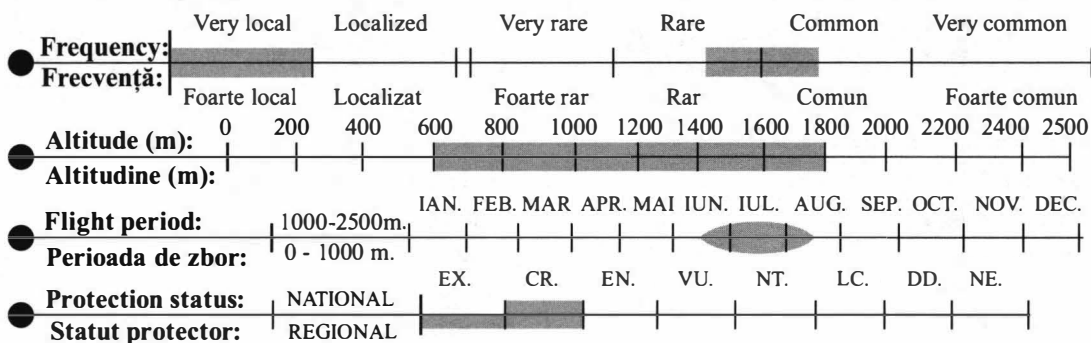 Very local Localized Very rare Rare Common Very common
Frequency:
Frecvență:
Foarte local Localizat Foarte rar Rar Comun Foarte comun
0 200 400 600 800 1000 1200 1400 1600 1800 2000 2200 2400 2500
Altitude (m):
Altitudine (m):
IAN. FEB. MAR APR. MAI IUN. IUL. AUG. SEP. OCT. NOV. DEC.
Flight period: 1000-2500m.
Perioada de zbor: 0 - 1000 m.
EX. CR. EN. VU. NT. LC. DD. NE.
Protection status: NATIONAL
Statut protector: REGIONAL